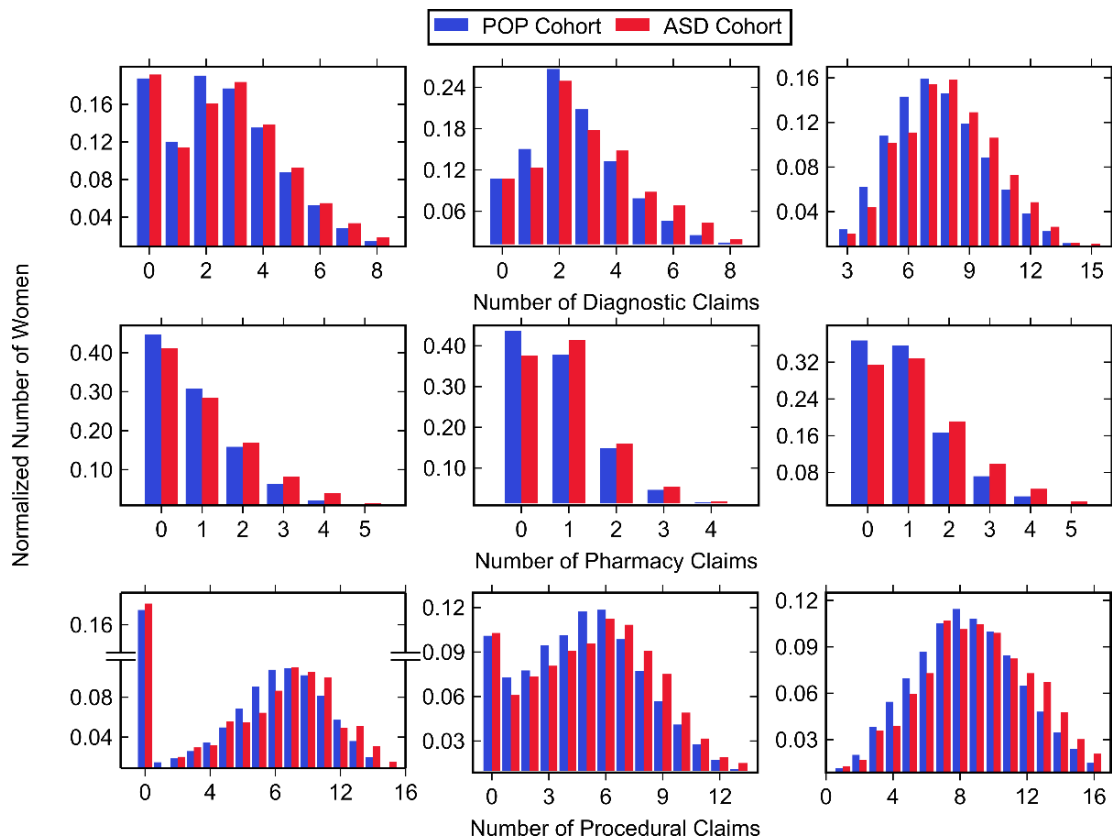 POP Cohort ASD Cohort
0.16
0.12
0.08
0.04
0 2 4 6 8
0.24
0.18
0.12
0.06
0 2 4 6 8
0.16
0.12
0.08
0.04
3 6 9 12 15
Number of Diagnostic Claims
Normalized Number of Women
0.40
0.30
0.20
0.10
0 1 2 3 4 5
0.40
0.30
0.20
0.10
0 1 2 3 4
0.32
0.24
0.16
0.08
0 1 2 3 4 5
Number of Pharmacy Claims
0.16
0.08
0.04
0 4 8 12 16
0.12
0.09
0.06
0.03
0 3 6 9 12
0.12
0.09
0.06
0.03
0 4 8 12 16
Number of Procedural Claims